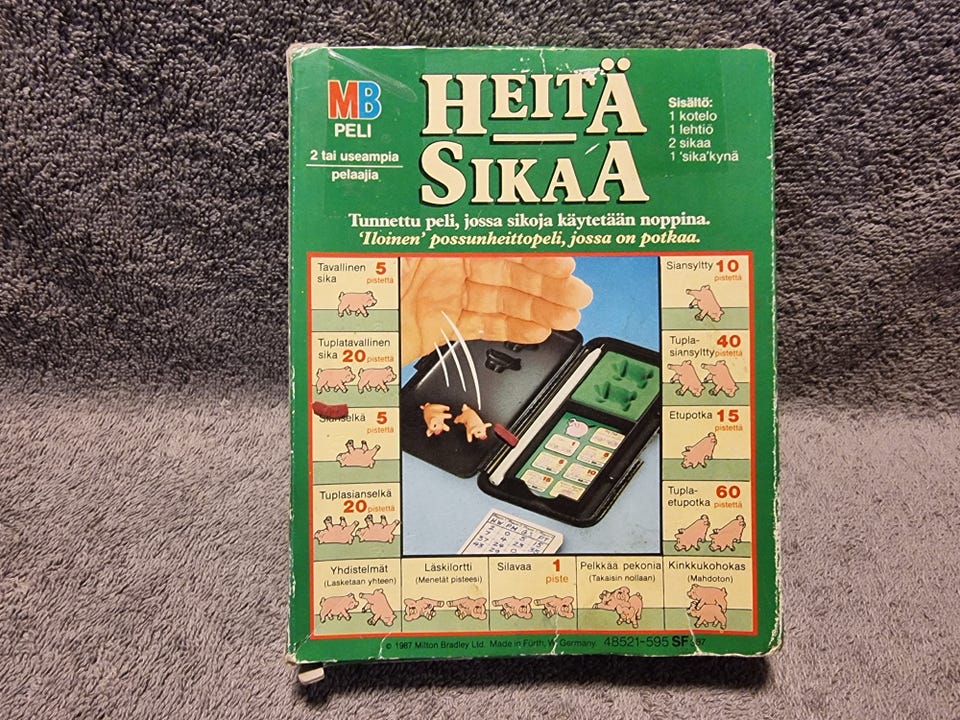 MB
PELI
2 tai useampia
pelaajia
HEITÄ
SIKAA
Sisältö:
1 kotelo
1 lehtiö
2 sikaa
1 'sika'kynä
Tunnettu peli, jossa sikoja käytetään noppina.
'Iloinen' possunheittopeli, jossa on potkaa.
Tavallinen 5
sika pistettä
Tuplatavallinen
sika 20 pistettä
Sianselkä 5
pistettä
Tuplasianselkä
20 pistettä
Siansyltty 10
pistettä
Tupla- 40
siansyltty pistettä
Etupotka 15
pistettä
Tupla- 60
etupotka pistettä
Yhdistelmät
(Lasketaan yhteen)
Läskilortti
(Menetät pisteesi)
Silavaa 1
piste
Pelkkää pekonia
(Takaisin nollaan)
Kinkkukohokas
(Mahdoton)
© 1987 Milton Bradley Ltd. Made in Fürth, W. Germany. 48521-595 SF